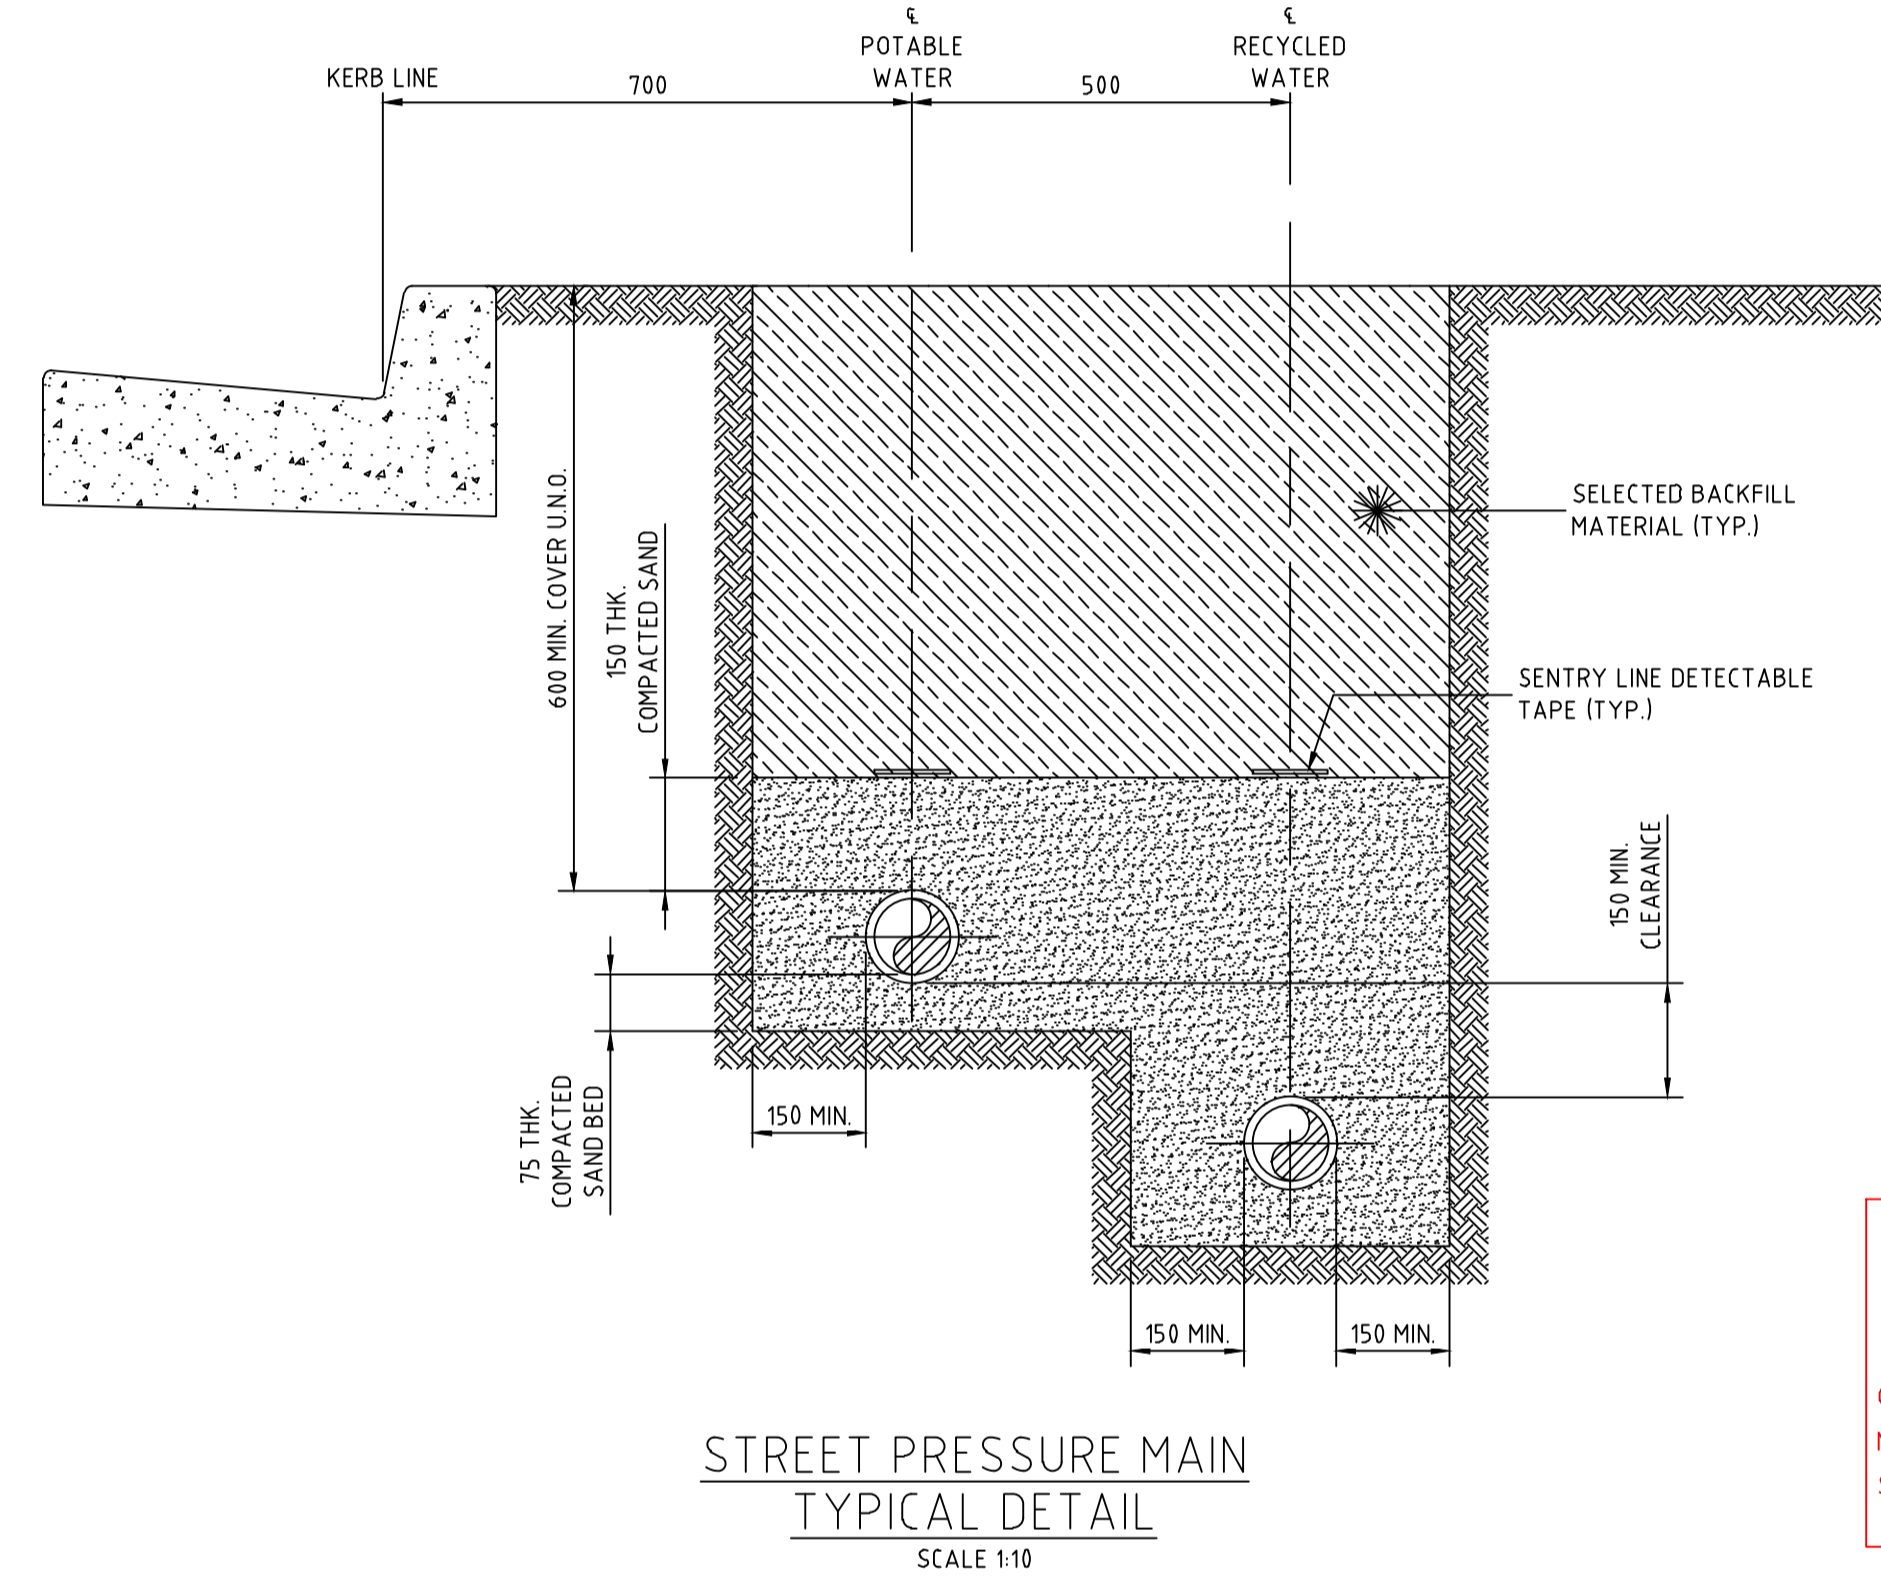 ℄
POTABLE
WATER
℄
RECYCLED
WATER
KERB LINE
700
500
600 MIN. COVER U.N.O.
150 THK.
COMPACTED SAND
SELECTED BACKFILL
MATERIAL (TYP.)
SENTRY LINE DETECTABLE
TAPE (TYP.)
150 MIN.
CLEARANCE
75 THK.
COMPACTED
SAND BED
150 MIN.
150 MIN.
150 MIN.
STREET PRESSURE MAIN
TYPICAL DETAIL
SCALE 1:10